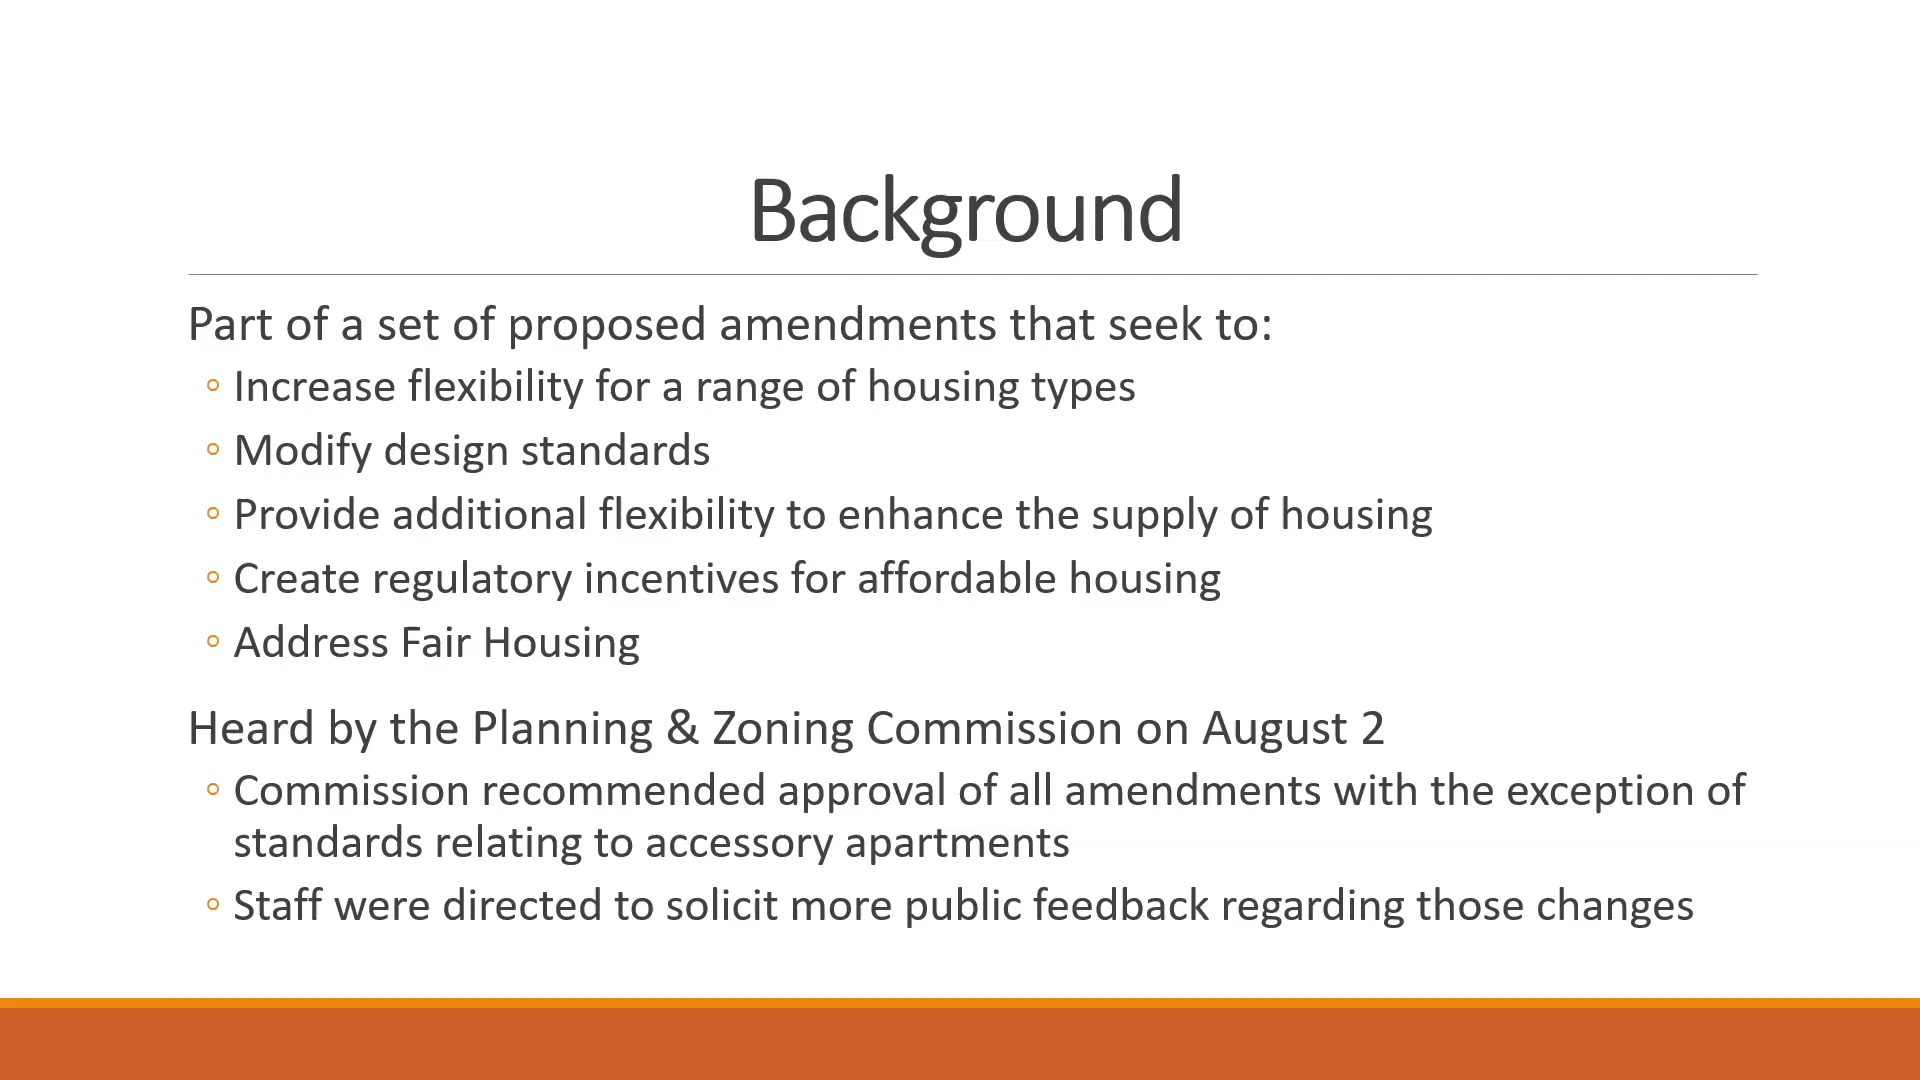 Background
Part of a set of proposed amendments that seek to:
◦ Increase flexibility for a range of housing types
◦ Modify design standards
◦ Provide additional flexibility to enhance the supply of housing
◦ Create regulatory incentives for affordable housing
◦ Address Fair Housing
Heard by the Planning & Zoning Commission on August 2
◦ Commission recommended approval of all amendments with the exception of
standards relating to accessory apartments
◦ Staff were directed to solicit more public feedback regarding those changes